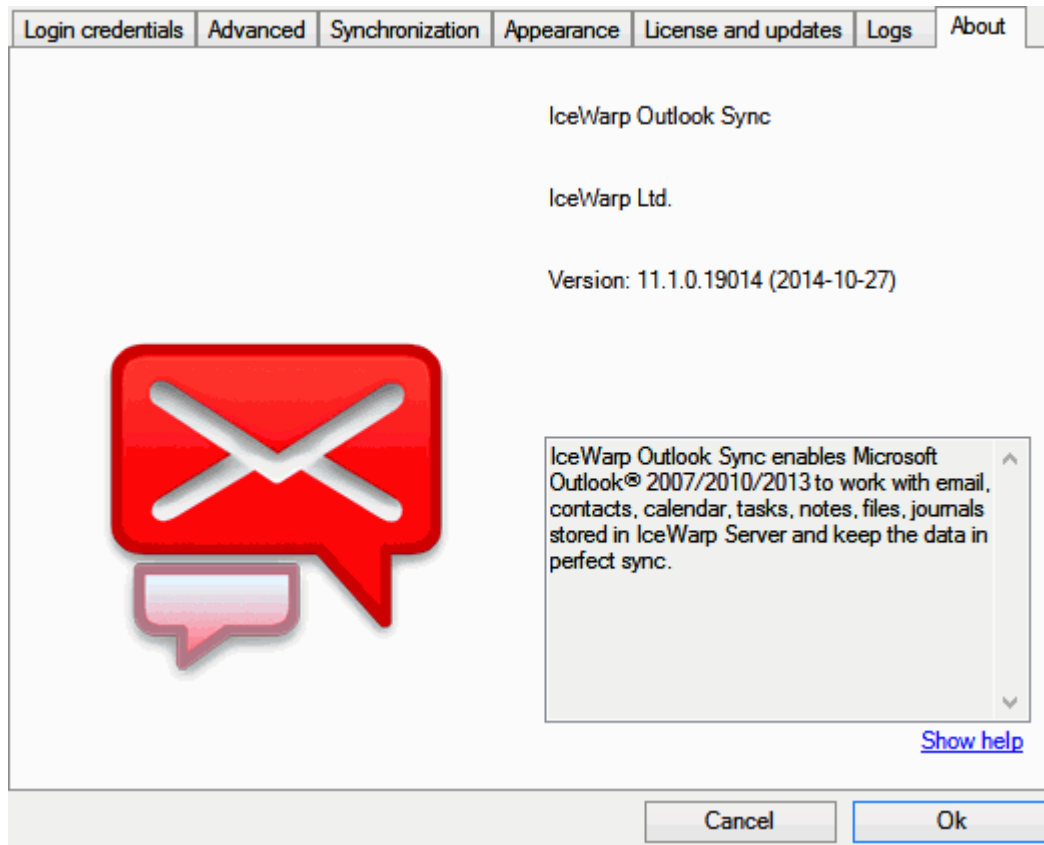 Login credentials Advanced Synchronization Appearance License and updates Logs About
IceWarp Outlook Sync
IceWarp Ltd.
Version: 11.1.0.19014 (2014-10-27)
IceWarp Outlook Sync enables Microsoft
Outlook® 2007/2010/2013 to work with email,
contacts, calendar, tasks, notes, files, journals
stored in IceWarp Server and keep the data in
perfect sync.
Show help
Cancel Ok